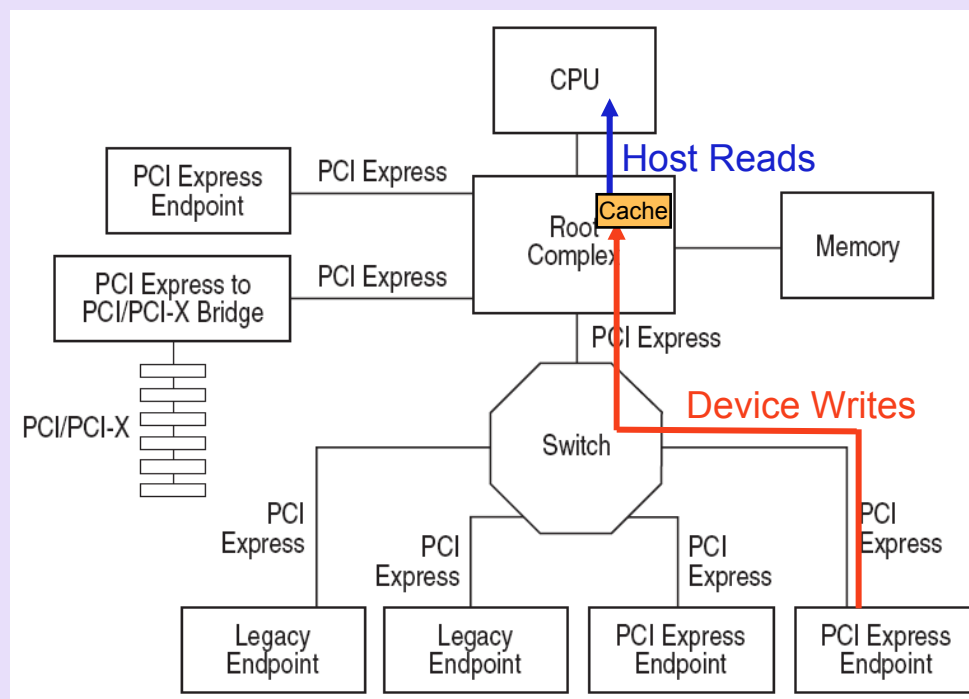 CPU
Host Reads
PCI Express
Endpoint
PCI Express
Cache
Root
Complex
Memory
PCI Express to
PCI/PCI-X Bridge
PCI Express
PCI Express
PCI/PCI-X
Device Writes
Switch
PCI
Express
PCI
Express
PCI
Express
PCI
Express
Legacy
Endpoint
Legacy
Endpoint
PCI Express
Endpoint
PCI Express
Endpoint